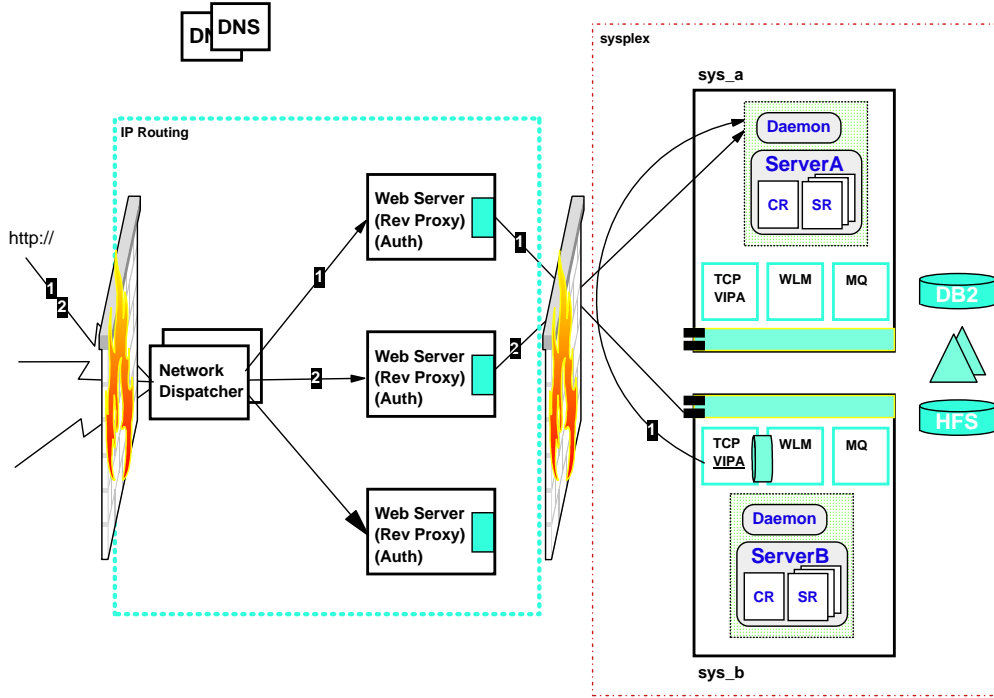 DNS
DNS
sysplex
sys_a
IP Routing
Daemon
ServerA
CR
SR
Web Server
(Rev Proxy)
(Auth)
http://
1
2
1
1
TCP
VIPA
WLM
MQ
DB2
Network
Dispatcher
Web Server
(Rev Proxy)
(Auth)
2
2
HFS
1
TCP
VIPA
WLM
MQ
Web Server
(Rev Proxy)
(Auth)
Daemon
ServerB
CR
SR
sys_b